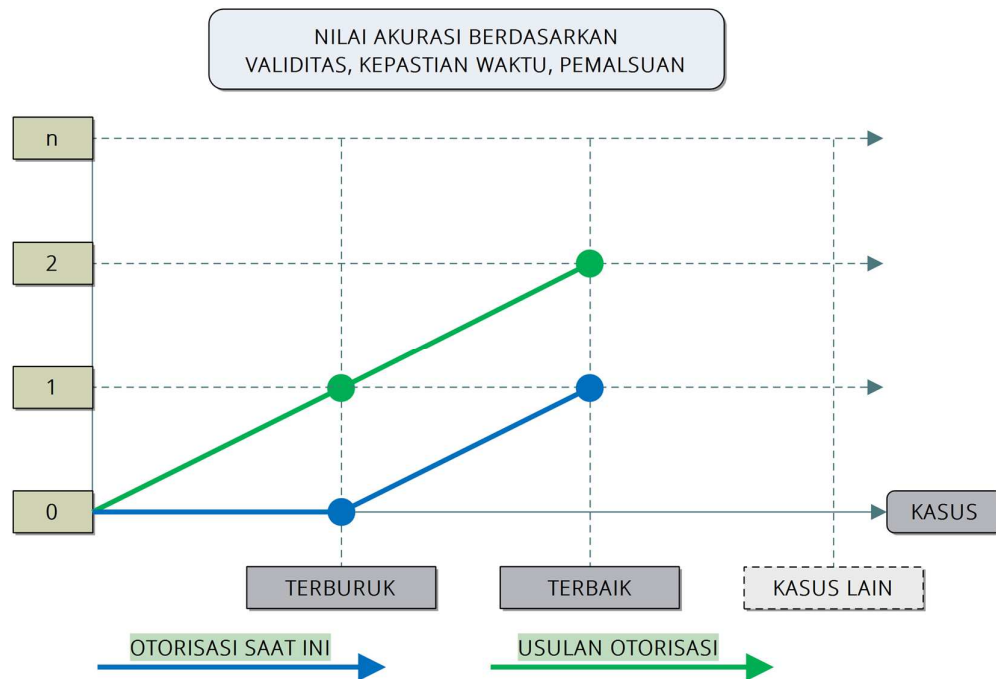 NILAI AKURASI BERDASARKAN
VALIDITAS, KEPASTIAN WAKTU, PEMALSUAN
n
2
1
0
KASUS
TERBURUK
TERBAIK
KASUS LAIN
OTORISASI SAAT INI
USULAN OTORISASI